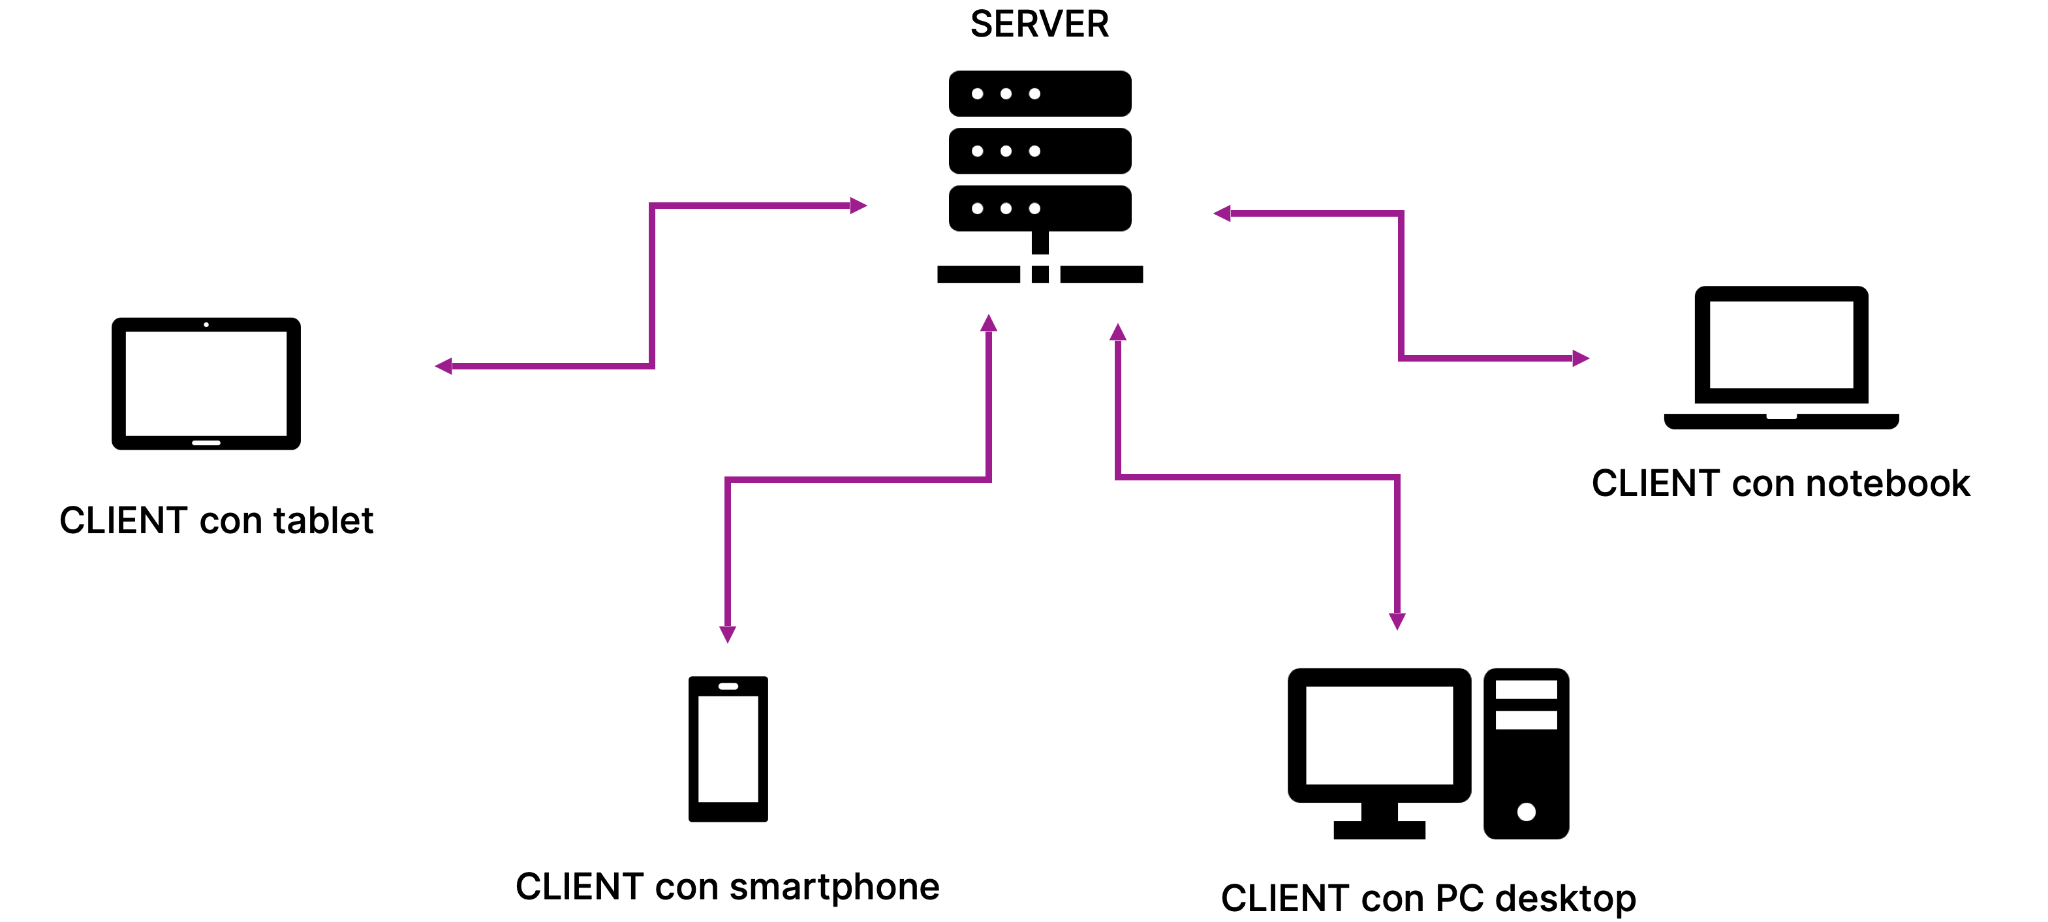 SERVER
CLIENT con tablet
CLIENT con notebook
CLIENT con smartphone
CLIENT con PC desktop